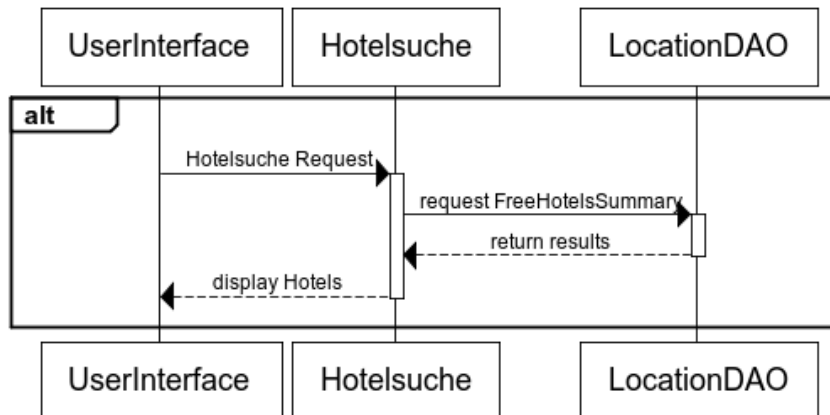 UserInterface
Hotelsuche
LocationDAO
alt
Hotelsuche Request
request FreeHotelsSummary
return results
display Hotels
UserInterface
Hotelsuche
LocationDAO